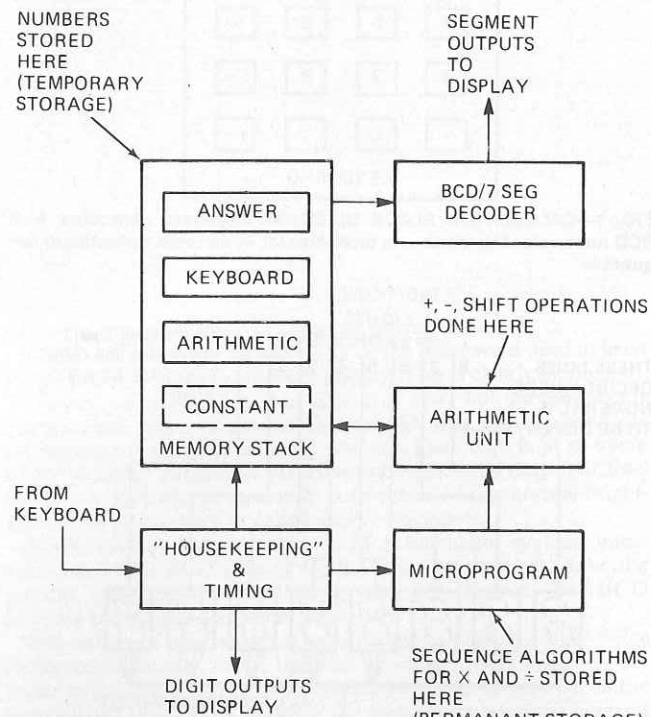 NUMBERS
STORED
HERE
(TEMPORARY
STORAGE)
SEGMENT
OUTPUTS
TO
DISPLAY
ANSWER
KEYBOARD
ARITHMETIC
CONSTANT
MEMORY STACK
BCD/7 SEG
DECODER
+, -, SHIFT OPERATIONS
DONE HERE
ARITHMETIC
UNIT
FROM
KEYBOARD
"HOUSEKEEPING"
&
TIMING
MICROPROGRAM
DIGIT OUTPUTS
TO DISPLAY
SEQUENCE ALGORITHMS
FOR X AND ÷ STORED
HERE
(PERMANANT STORAGE)